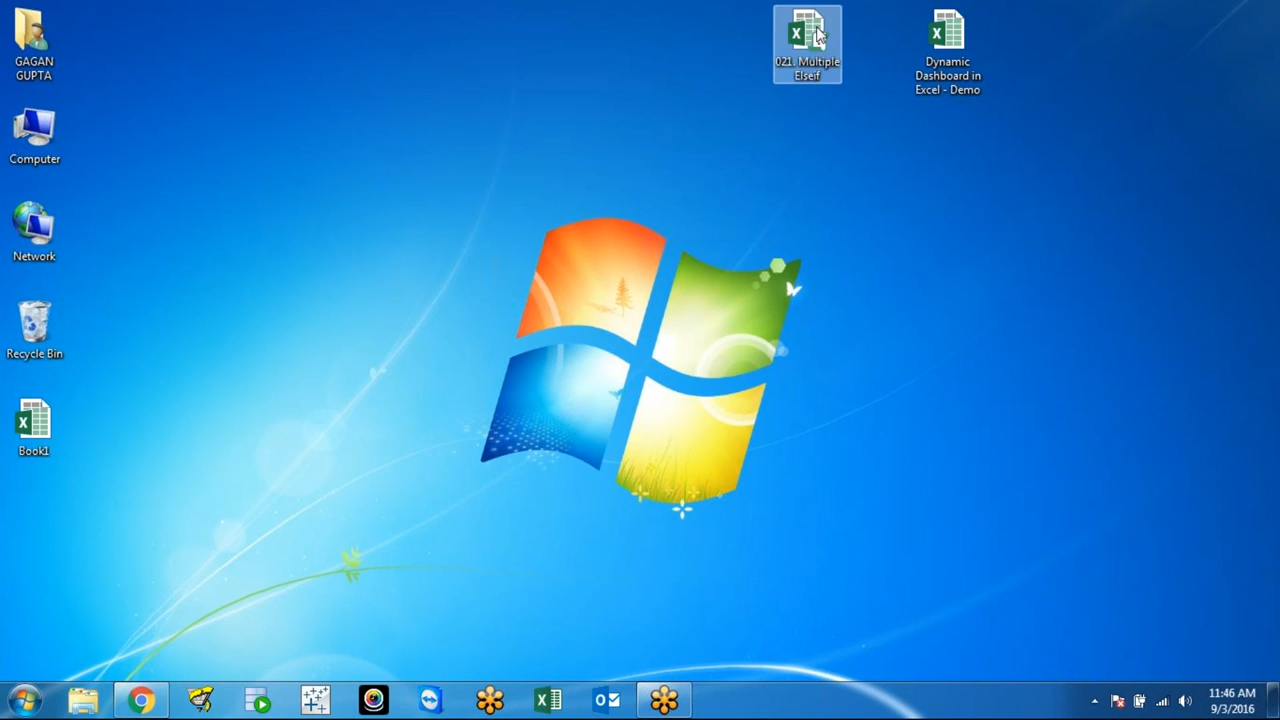 GAGAN
GUPTA
Computer
Network
Recycle Bin
Book1
021. Multiple
Elseif
Dynamic
Dashboard in
Excel - Demo
11:46 AM
9/3/2016